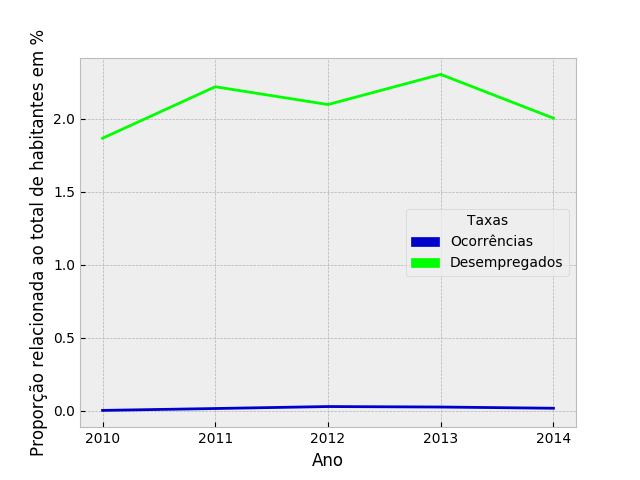 Proporção relacionada ao total de habitantes em %
2.0
1.5
1.0
0.5
0.0
Taxas
Ocorrências
Desempregados
2010 2011 2012 2013 2014
Ano